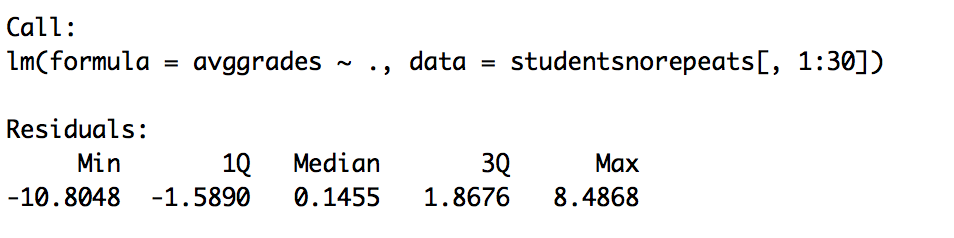 Call:
lm(formula = avggrades ~ ., data = studentsnorepeats[, 1:30])
Residuals:
Min 1Q Median 3Q Max
-10.8048 -1.5890 0.1455 1.8676 8.4868